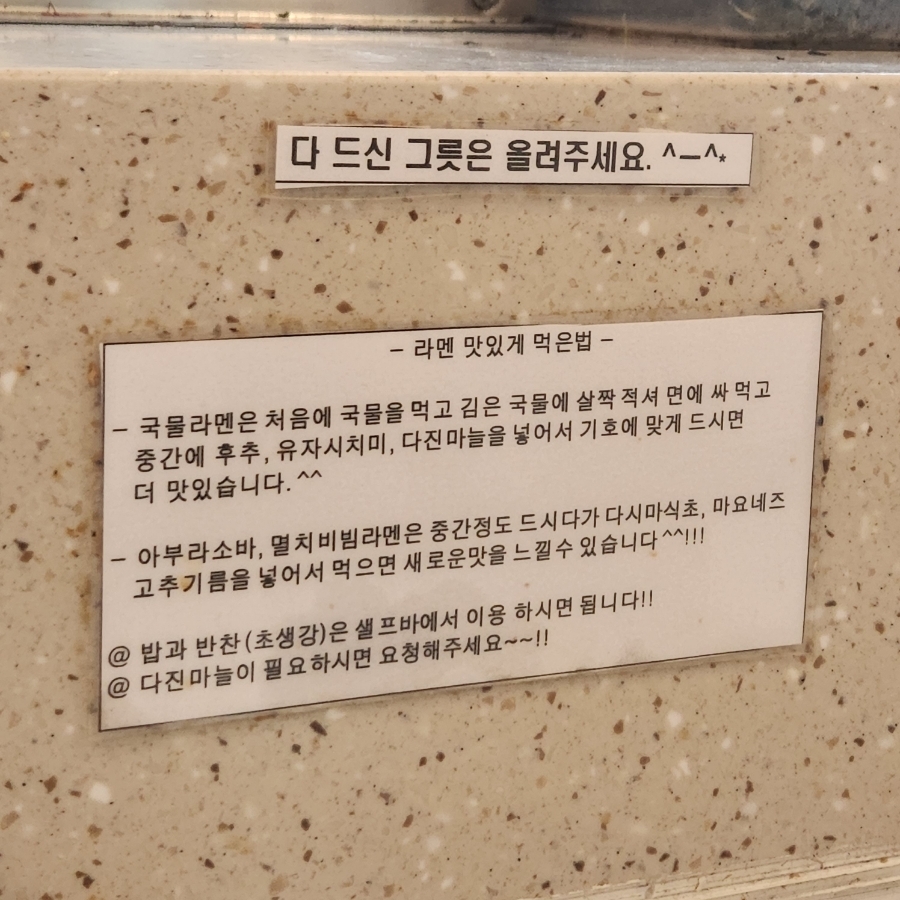 다 드신 그릇은 올려주세요. ^ㅡ^*
- 라멘 맛있게 먹은법 -
- 국물라멘은 처음에 국물을 먹고 김은 국물에 살짝 적셔 면에 싸 먹고
중간에 후추, 유자시치미, 다진마늘을 넣어서 기호에 맞게 드시면
더 맛있습니다. ^^
- 아부라소바, 멸치비빔라멘은 중간정도 드시다가 다시마식초, 마요네즈
고추기름을 넣어서 먹으면 새로운맛을 느낄수 있습니다^^!!!
@ 밥과 반찬(초생강)은 샐프바에서 이용 하시면 됩니다!!
@ 다진마늘이 필요하시면 요청해주세요~~!!